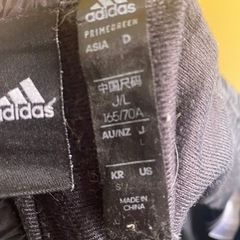 adidas
adidas
PRIMEGREEN
ASIA D
中国尺码
J/L
165/70A
AU/NZ J
KR US
MADE IN
CHINA